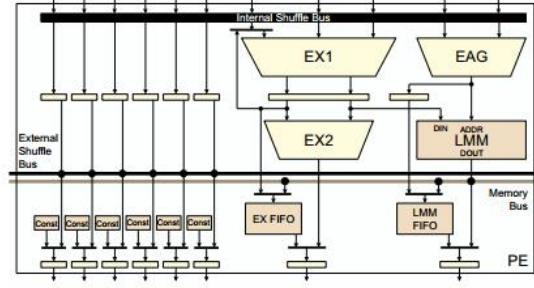 Internal Shuffle Bus
EX1
EAG
External
Shuffle
Bus
EX2
DIN
ADDR
LMM
DOUT
Memory
Bus
Const
Const
Const
Const
Const
Const
EX FIFO
LMM
FIFO
PE